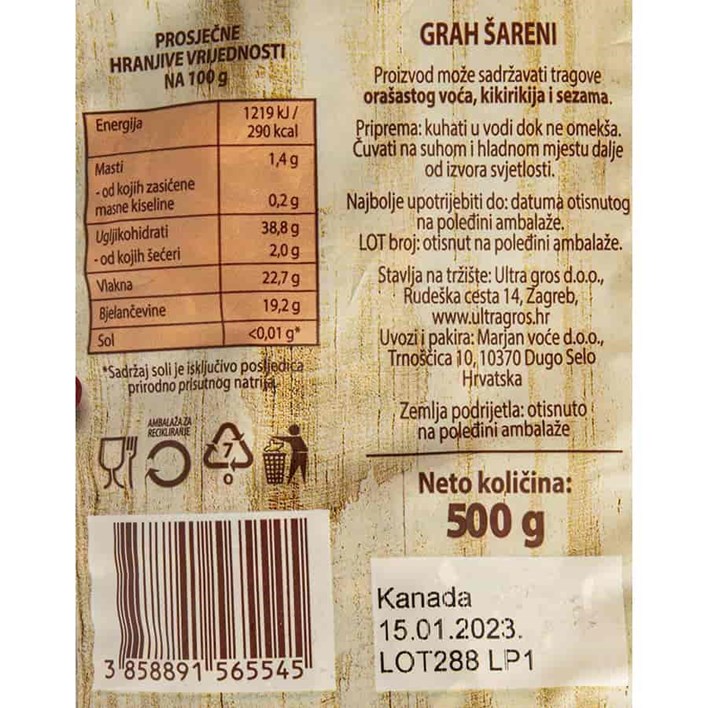 PROSJEČNE
HRANJIVE VRIJEDNOSTI
NA 100 g
Energija 1219 kJ /
290 kcal
Masti 1,4 g
- od kojih zasićene
masne kiseline 0,2 g
Ugljikohidrati 38,8 g
- od kojih šećeri 2,0 g
Vlakna 22,7 g
Bjelančevine 19,2 g
Sol <0,01 g*
*Sadržaj soli je isključivo posljedica
prirodno prisutnog natrija.
AMBALAŽA ZA
RECIKLIRANJE
7
O
3 858891 565545
GRAH ŠARENI
Proizvod može sadržavati tragove
orašastog voća, kikirikija i sezama.
Priprema: kuhati u vodi dok ne omekša.
Čuvati na suhom i hladnom mjestu dalje
od izvora svjetlosti.
Najbolje upotrijebiti do: datuma otisnutog
na poleđini ambalaže.
LOT broj: otisnut na poleđini ambalaže.
Stavlja na tržište: Ultra gros d.o.o.,
Rudeška cesta 14, Zagreb,
www.ultragros.hr
Uvozi i pakira: Marjan voće d.o.o.,
Trnoščica 10, 10370 Dugo Selo
Hrvatska
Zemlja podrijetla: otisnuto
na poleđini ambalaže
Neto količina:
500 g
Kanada
15.01.2023.
LOT288 LP1